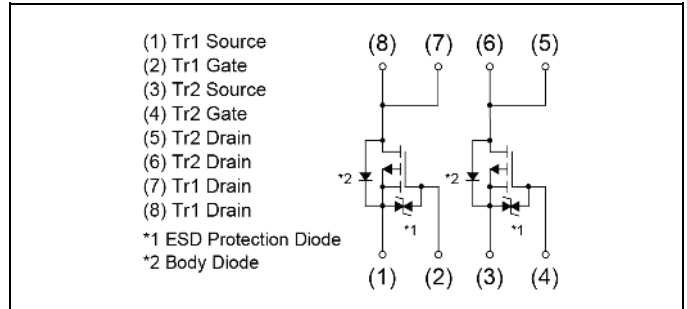 (1) Tr1 Source
(2) Tr1 Gate
(3) Tr2 Source
(4) Tr2 Gate
(5) Tr2 Drain
(6) Tr2 Drain
(7) Tr1 Drain
(8) Tr1 Drain
*1 ESD Protection Diode
*2 Body Diode
(8) (7) (6) (5)
*2 *2
*1 *1
(1) (2) (3) (4)